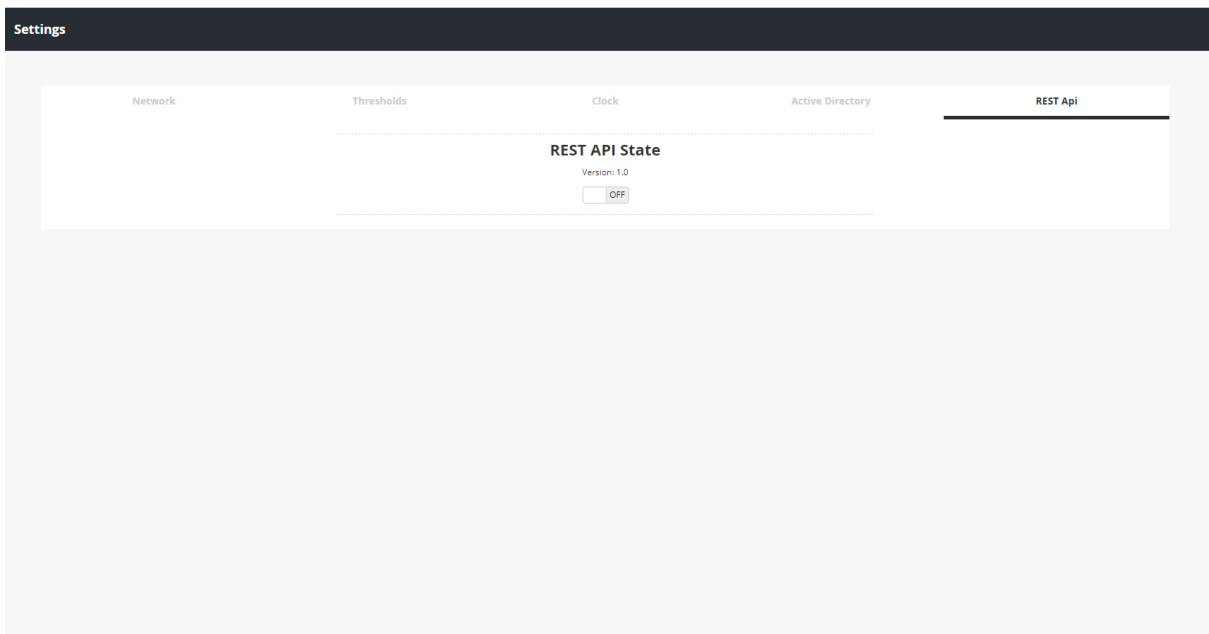 Settings
Network Thresholds Clock Active Directory REST Api
REST API State
Version: 1.0
OFF